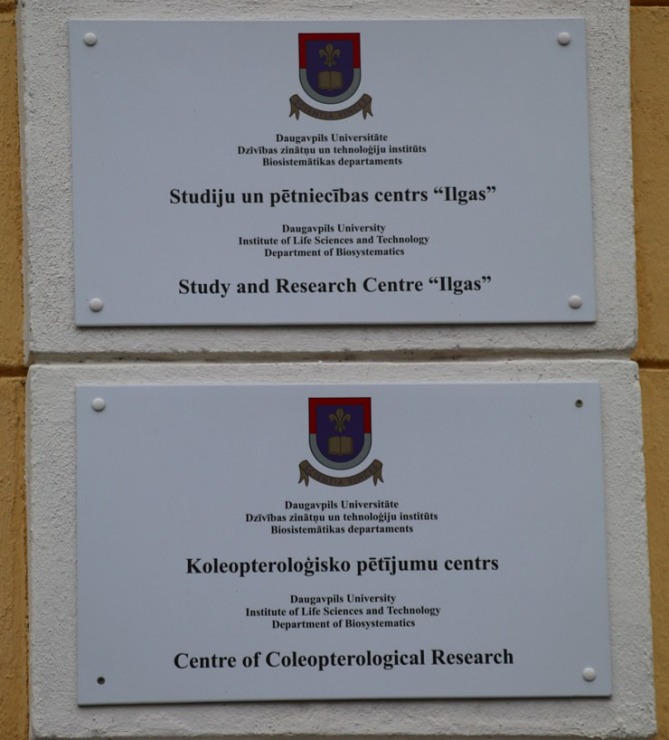 Daugavpils Universitāte
Dzīvības zinātņu un tehnoloģiju institūts
Biosistemātikas departaments
Studiju un pētniecības centrs “Ilgas”
Daugavpils University
Institute of Life Sciences and Technology
Department of Biosystematics
Study and Research Centre “Ilgas”
Daugavpils Universitāte
Dzīvības zinātņu un tehnoloģiju institūts
Biosistemātikas departaments
Koleopteroloģisko pētījumu centrs
Daugavpils University
Institute of Life Sciences and Technology
Department of Biosystematics
Centre of Coleopterological Research